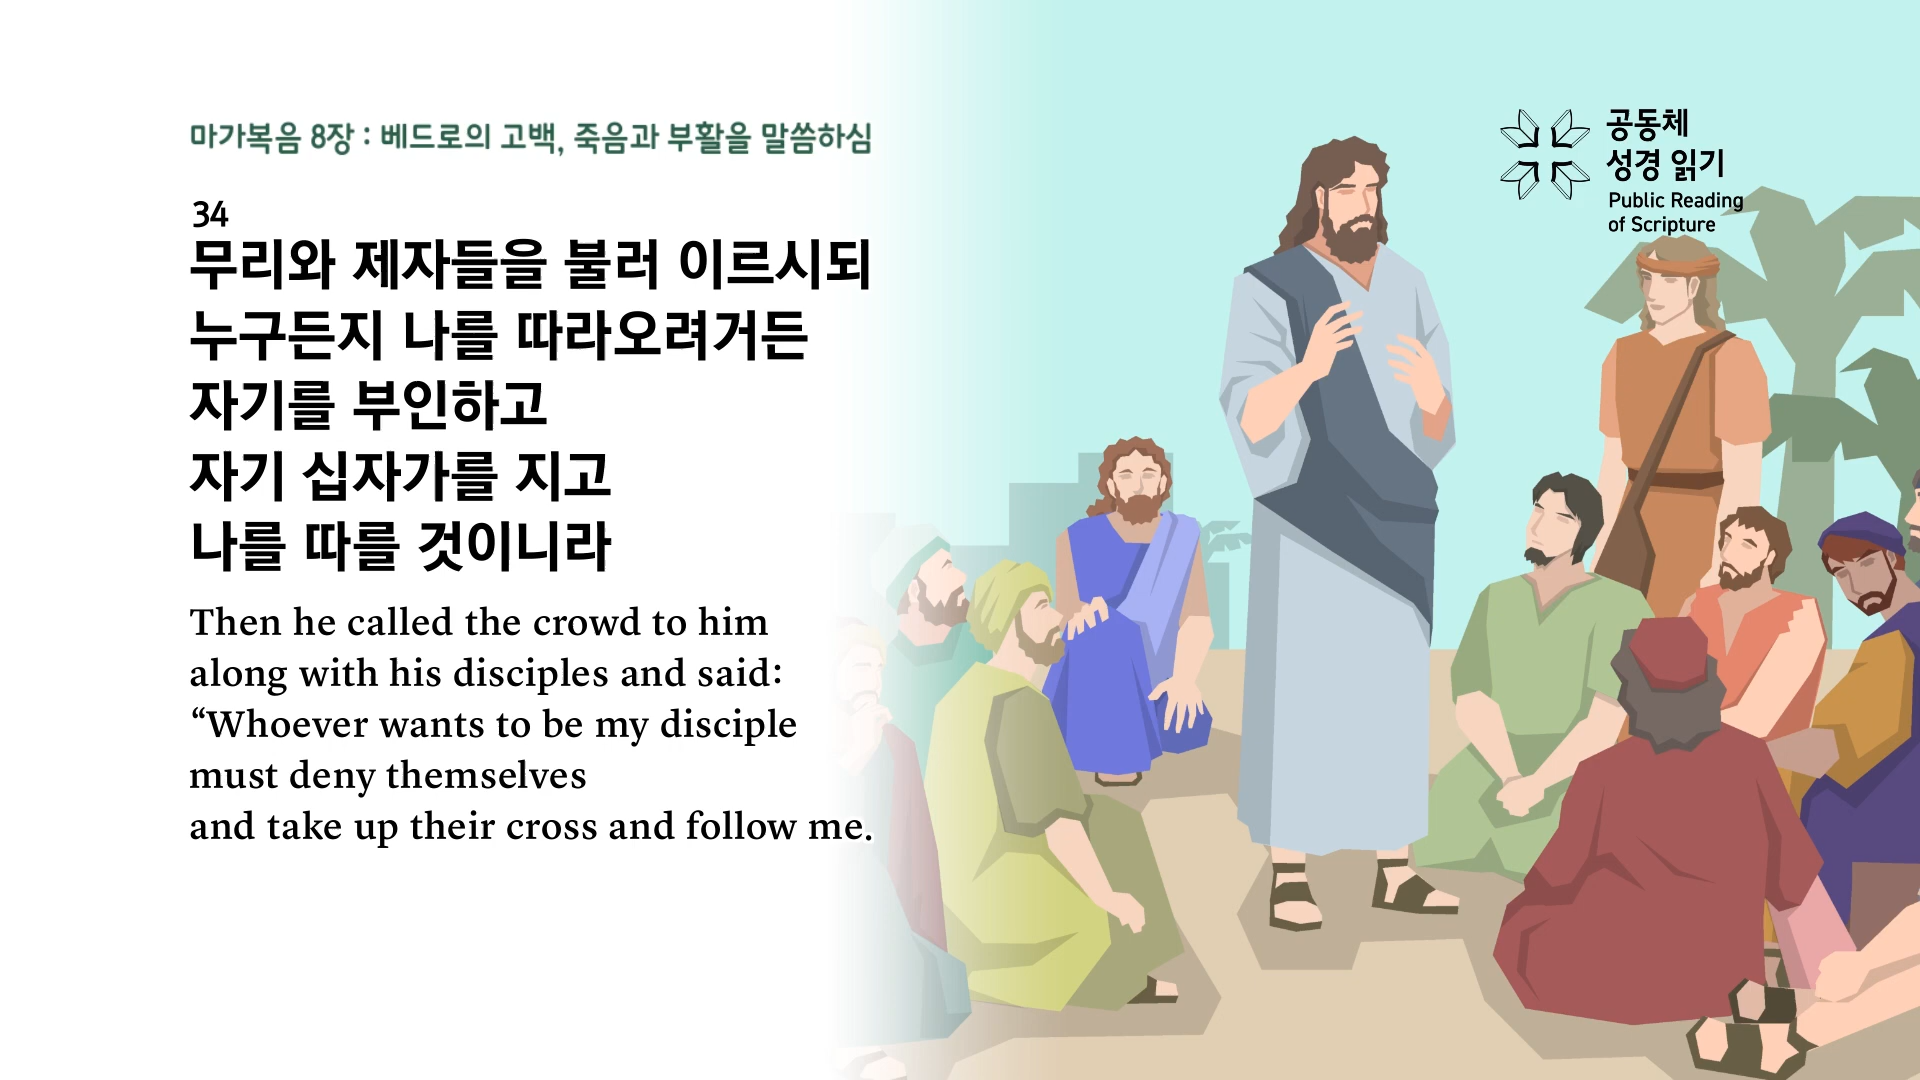 마가복음 8장 : 베드로의 고백, 죽음과 부활을 말씀하심
34
무리와 제자들을 불러 이르시되
누구든지 나를 따라오려거든
자기를 부인하고
자기 십자가를 지고
나를 따를 것이니라
Then he called the crowd to him
along with his disciples and said:
“Whoever wants to be my disciple
must deny themselves
and take up their cross and follow me.
공동체
성경 읽기
Public Reading
of Scripture